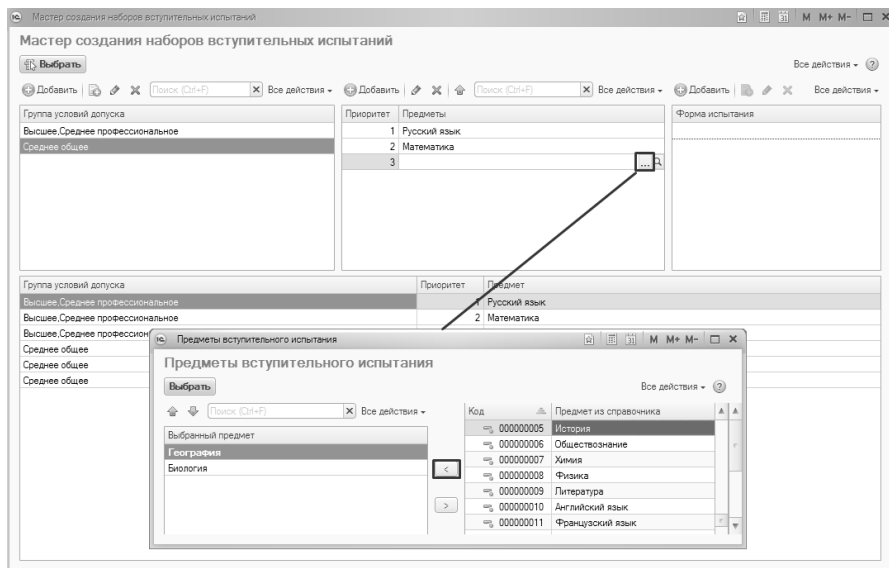 Мастер создания наборов вступительных испытаний
M M+ M-
Мастер создания наборов вступительных испытаний
Выбрать
Все действия
Добавить Поиск (Ctrl+F) Все действия Добавить Поиск (Ctrl+F) Все действия Добавить Все действия
Группа условий допуска Приоритет Предметы Форма испытания
Высшее,Среднее профессиональное 1 Русский язык
Среднее общее 2 Математика
3 ...
Группа условий допуска Приоритет Предмет
Высшее,Среднее профессиональное 1 Русский язык
Высшее,Среднее профессиональное 2 Математика
Высшее,Среднее профессион
Среднее общее
Среднее общее
Среднее общее
Предметы вступительного испытания
31 M M+ M-
Предметы вступительного испытания
Выбрать
Все действия ?
Поиск (Ctrl+F) Все действия
Код Предмет из справочника
Выбранный предмет
География
Биология
<
>
000000005 История
000000006 Обществознание
000000007 Химия
000000008 Физика
000000009 Литература
000000010 Английский язык
000000011 Французский язык